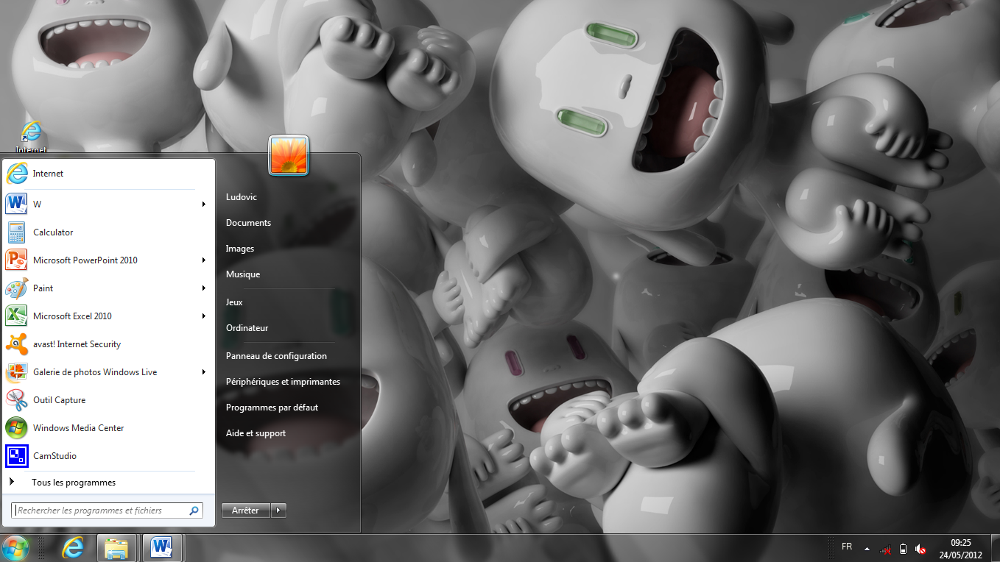 Internet
Internet
W
Calculator
Microsoft PowerPoint 2010
Paint
Microsoft Excel 2010
avast! Internet Security
Galerie de photos Windows Live
Outil Capture
Windows Media Center
CamStudio
Tous les programmes
Rechercher les programmes et fichiers
Ludovic
Documents
Images
Musique
Jeux
Ordinateur
Panneau de configuration
Périphériques et imprimantes
Programmes par défaut
Aide et support
Arrêter
FR
09:25
24/05/2012